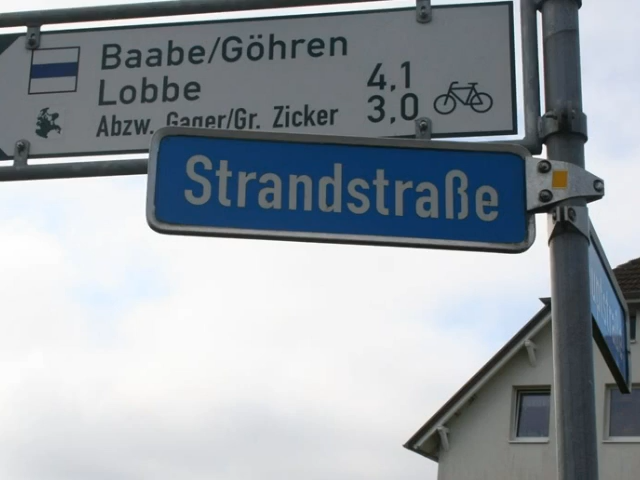 Baabe/Göhren
Lobbe 4,1
Abzw. Gager/Gr. Zicker 3,0
Strandstraße